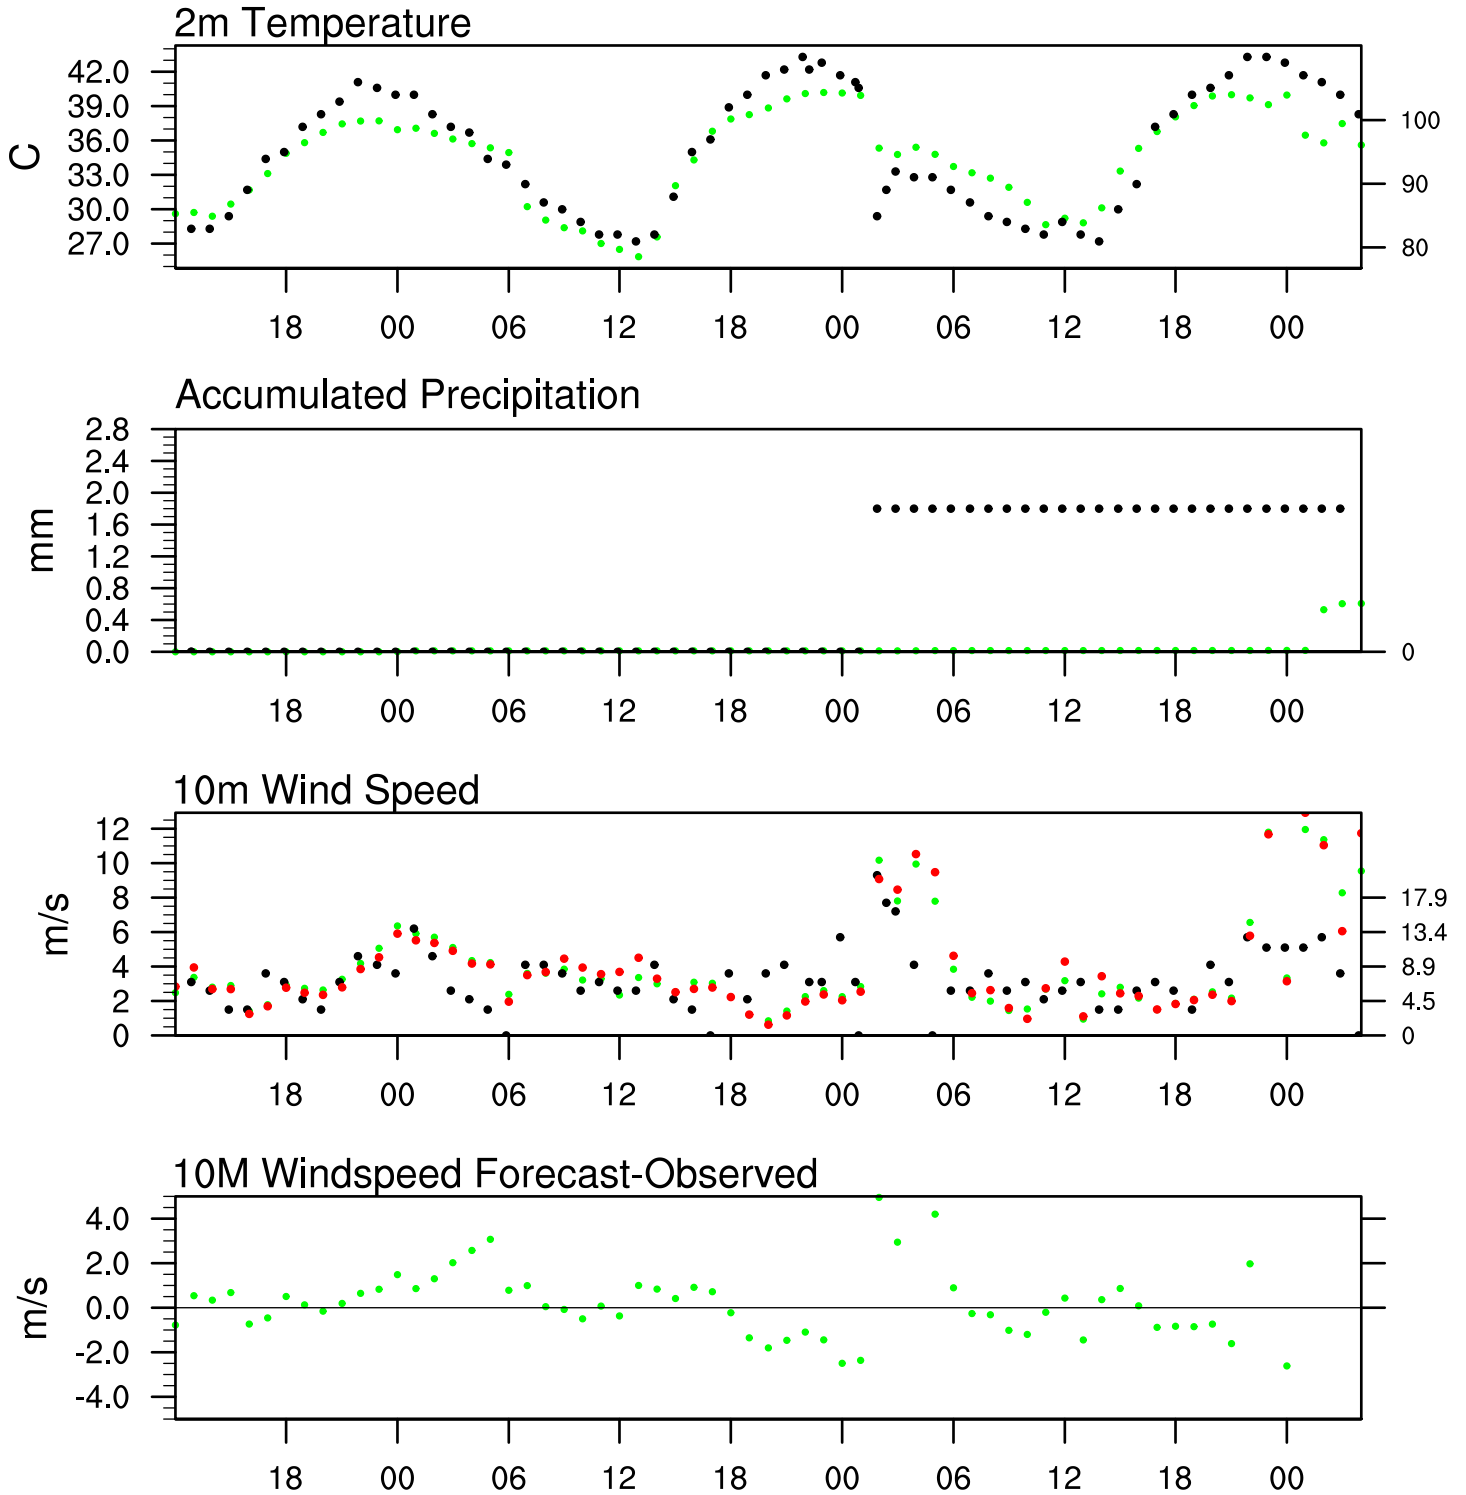 2m Temperature
42.0
39.0
36.0
33.0
30.0
27.0
C
100
90
80
18 00 06 12 18 00 06 12 18 00
Accumulated Precipitation
2.8
2.4
2.0
1.6
1.2
0.8
0.4
0.0
mm
0
18 00 06 12 18 00 06 12 18 00
10m Wind Speed
12
10
8
6
4
2
0
m/s
17.9
13.4
8.9
4.5
0
18 00 06 12 18 00 06 12 18 00
10M Windspeed Forecast-Observed
4.0
2.0
0.0
-2.0
-4.0
m/s
18 00 06 12 18 00 06 12 18 00